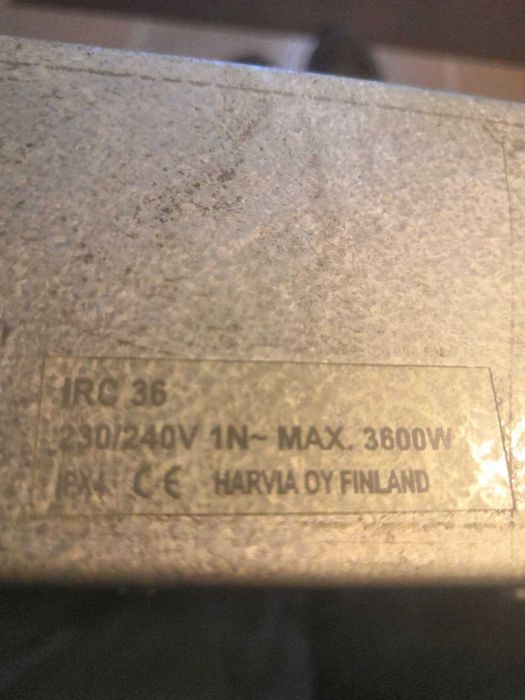 IRC 36
230/240V 1N~ MAX. 3600W
IPX4 CE HARVIA OY FINLAND